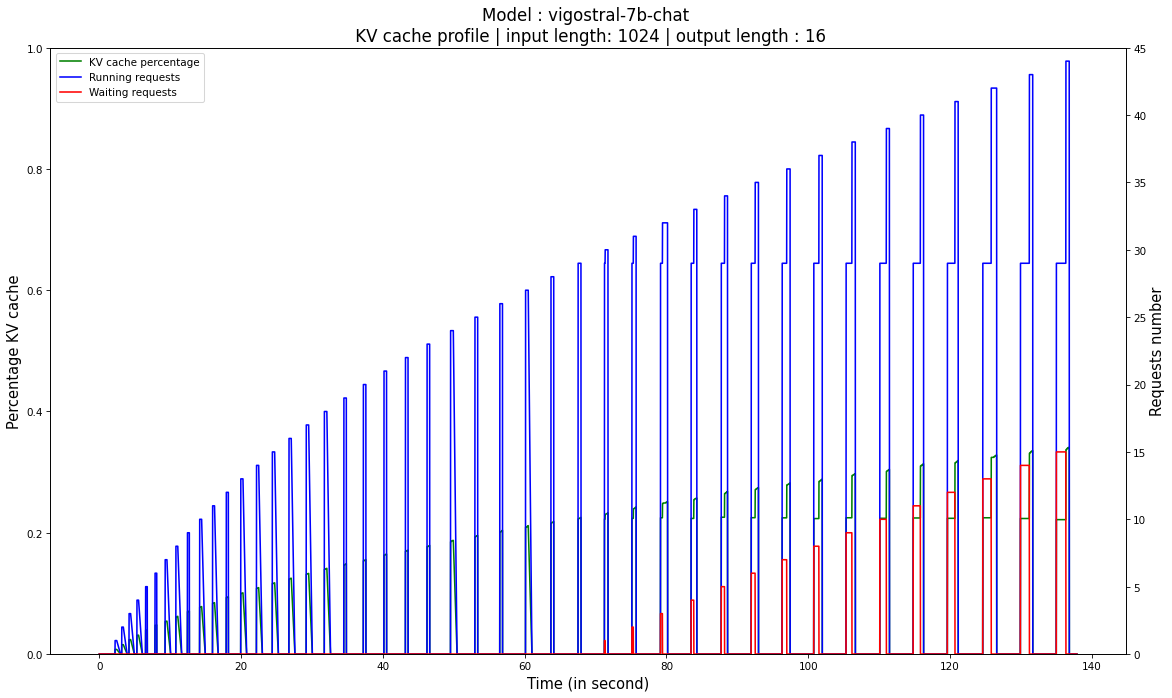 Model : vigostral-7b-chat
KV cache profile | input length: 1024 | output length : 16
KV cache percentage
Running requests
Waiting requests
Percentage KV cache
1.0
0.8
0.6
0.4
0.2
0.0
45
40
35
30
25
20
15
10
5
0
Requests number
0 20 40 60 80 100 120 140
Time (in second)